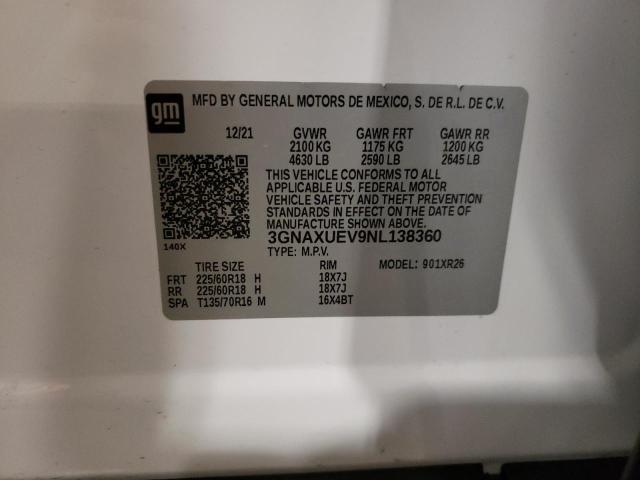 gm MFD BY GENERAL MOTORS DE MEXICO, S. DE R.L. DE C.V.
12/21 GVWR GAWR FRT GAWR RR
2100 KG 1175 KG 1200 KG
4630 LB 2590 LB 2645 LB
THIS VEHICLE CONFORMS TO ALL
APPLICABLE U.S. FEDERAL MOTOR
VEHICLE SAFETY AND THEFT PREVENTION
STANDARDS IN EFFECT ON THE DATE OF
MANUFACTURE SHOWN ABOVE.
140X 3GNAXUEV9NL138360
TYPE: M.P.V.
TIRE SIZE RIM MODEL: 901XR26
FRT 225/60R18 H 18X7J
RR 225/60R18 H 18X7J
SPA T135/70R16 M 16X4BT